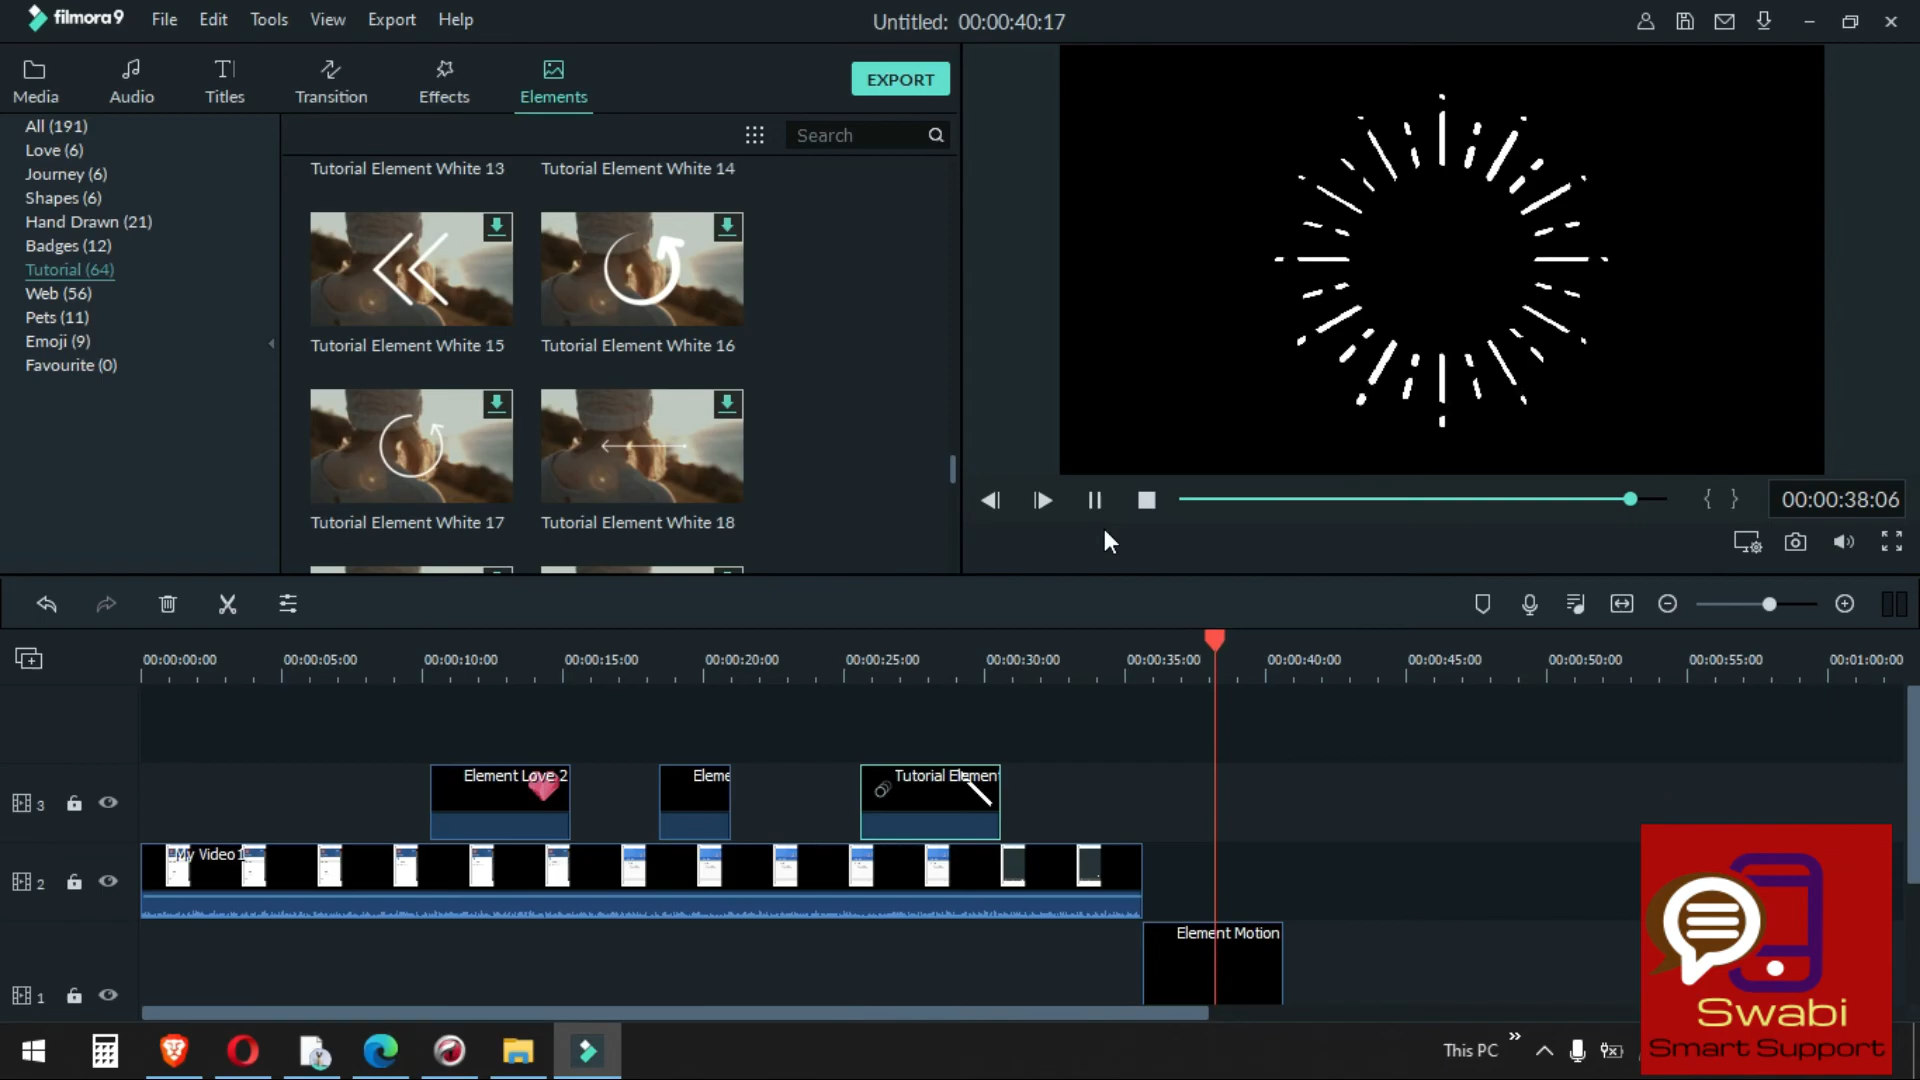 filmora9 File Edit Tools View Export Help Untitled: 00:00:40:17
Media Audio Titles Transition Effects Elements EXPORT
All (191)
Love (6)
Journey (6)
Shapes (6)
Hand Drawn (21)
Badges (12)
Tutorial (64)
Web (56)
Pets (11)
Emoji (9)
Favourite (0)
Search
Tutorial Element White 13 Tutorial Element White 14
Tutorial Element White 15 Tutorial Element White 16
Tutorial Element White 17 Tutorial Element White 18
{ } 00:00:38:06
00:00:00:00 00:00:05:00 00:00:10:00 00:00:15:00 00:00:20:00 00:00:25:00 00:00:30:00 00:00:35:00 00:00:40:00 00:00:45:00 00:00:50:00 00:00:55:00 00:01:00:00
3 Element Love 2 Eleme Tutorial Element
My Video1
2
Element Motion
1
Swabi
Smart Support
This PC